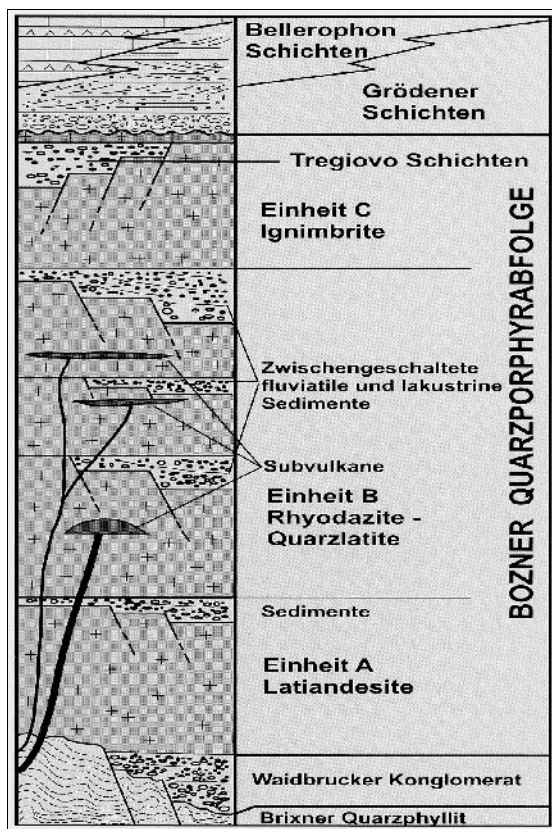 Bellerophon
Schichten
Grödener
Schichten
Tregiovo Schichten
Einheit C
Ignimbrite
Zwischengeschaltete
fluviatile und lakustrine
Sedimente
Subvulkane
Einheit B
Rhyodazite -
Quarzlatite
Sedimente
Einheit A
Latiandesite
Waidbrucker Konglomerat
Brixner Quarzphyllit
BOZNER QUARZPORPHYRABFOLGE